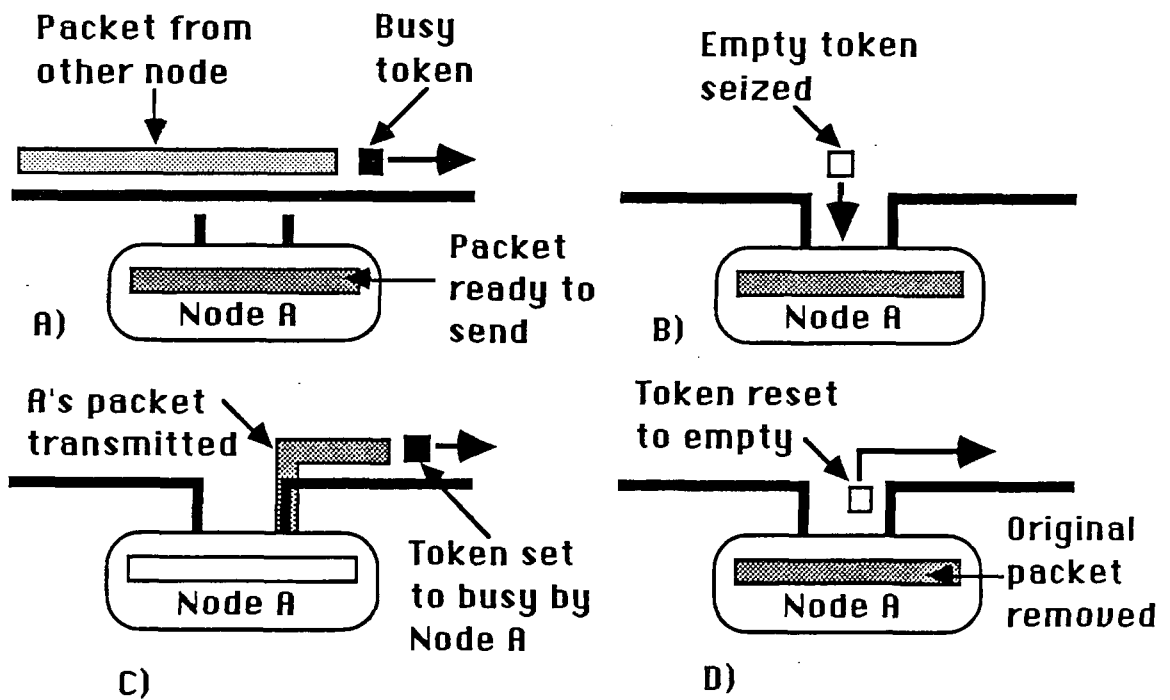 Packet from
other node
Busy
token
Packet
ready to
send
Node A
A)
Empty token
seized
Node A
B)
A's packet
transmitted
Node A
Token set
to busy by
Node A
C)
Token reset
to empty
Original
packet
removed
Node A
D)